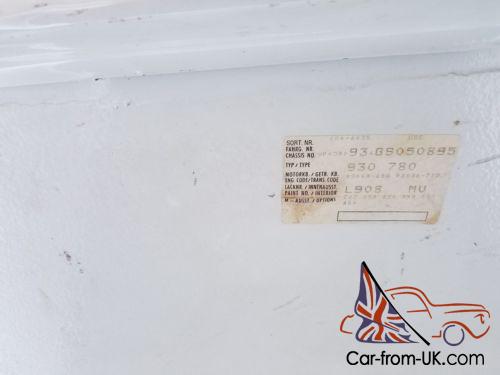 SORT. NR.
FAHRG. NR.
CHASSIS NO. 93 GS050895
TYP / TYPE 930 780
MOTORKB. / GETR. KB.
ENG CODE / TRANS. CODE
LACKNR. / INNENAUSST.
PAINT NO. / INTERIOR L908 MU
M - AUSST. / OPTIONS
Car-from-UK.com